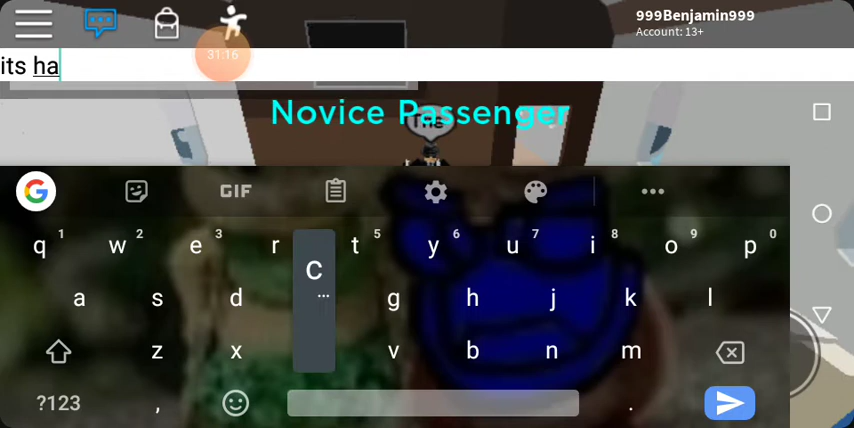 999Benjamin999
Account: 13+
31:16
its ha
Novice Passenger
GIF
q 1 w 2 e 3 r t 5 y 6 u 7 i 8 o 9 p 0
c
...
a s d g h j k l
z x v b n m
?123 , .